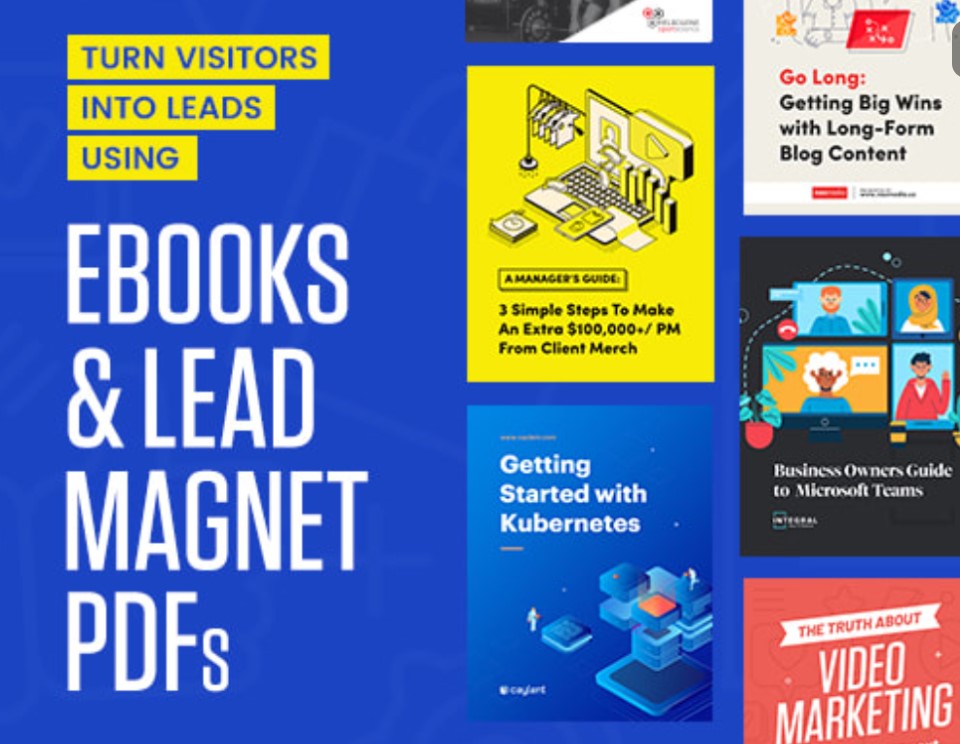 TURN VISITORS
INTO LEADS
USING
EBOOKS
& LEAD
MAGNET
PDFs
MELBOURNE
A MANAGER'S GUIDE:
3 Simple Steps To Make
An Extra $100,000+/ PM
From Client Merch
Getting
Started with
Kubernetes
caylent
Go Long:
Getting Big Wins
with Long-Form
Blog Content
Business Owners Guide
to Microsoft Teams
INTEGRAL
THE TRUTH ABOUT
VIDEO
MARKETING